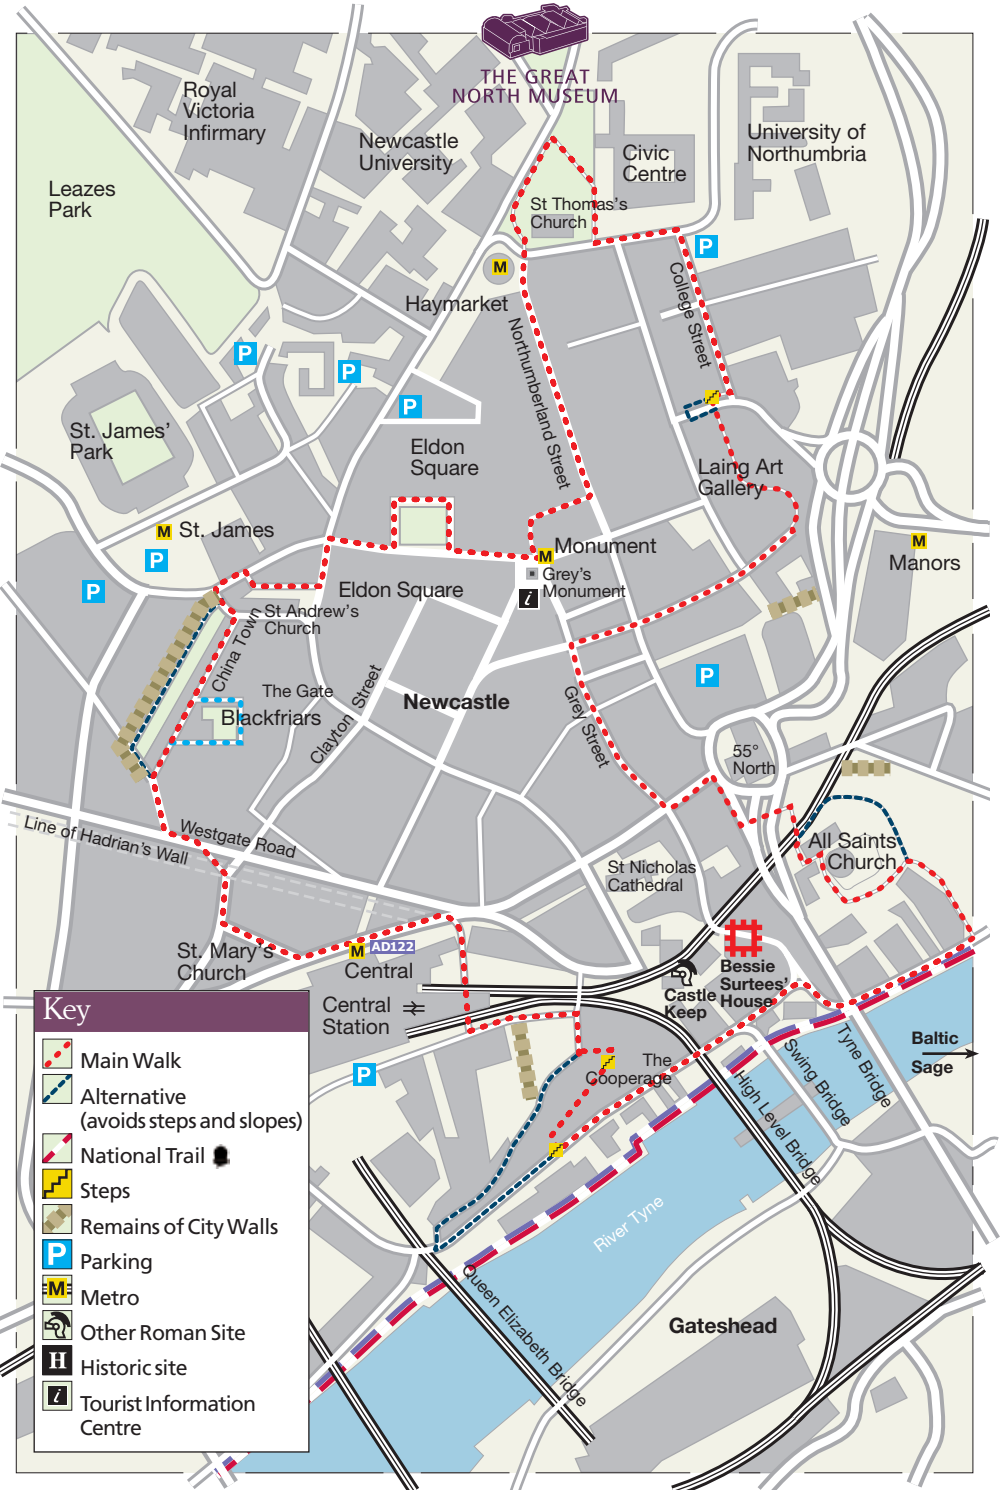 THE GREAT
NORTH MUSEUM
Royal
Victoria
Infirmary
Newcastle
University
Civic
Centre
University of
Northumbria
Leazes
Park
St Thomas's
Church
P
M
Haymarket
College Street
Northumberland Street
P
P
P
St. James'
Park
Eldon
Square
Laing Art
Gallery
M St. James
P
P
M
Monument
M
Manors
Grey's
Monument
i
Eldon Square
St Andrew's
Church
China Town
The Gate
Blackfriars
Clayton Street
Newcastle
Grey Street
P
55°
North
Line of Hadrian's Wall
Westgate Road
All Saints
Church
St Nicholas
Cathedral
St. Mary's
Church
M
AD122
Central
Bessie
Surtees'
House
Castle
Keep
Central
Station
P
The
Cooperage
Tyne Bridge
Swing Bridge
High Level Bridge
Baltic
Sage
River Tyne
Queen Elizabeth Bridge
Gateshead
Key
Main Walk
Alternative
(avoids steps and slopes)
National Trail
Steps
Remains of City Walls
P Parking
M Metro
Other Roman Site
H Historic site
i Tourist Information
Centre